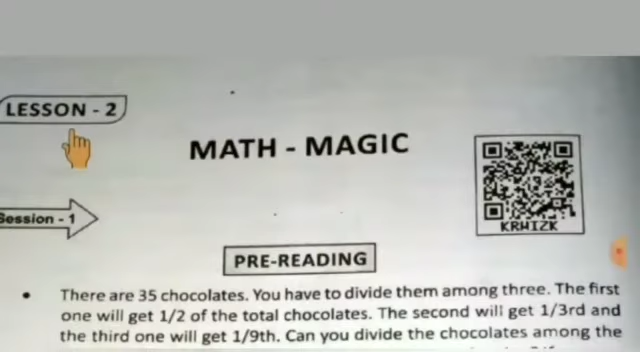 LESSON - 2
MATH - MAGIC
KRWIZK
Session - 1
PRE-READING
• There are 35 chocolates. You have to divide them among three. The first
one will get 1/2 of the total chocolates. The second will get 1/3rd and
the third one will get 1/9th. Can you divide the chocolates among the